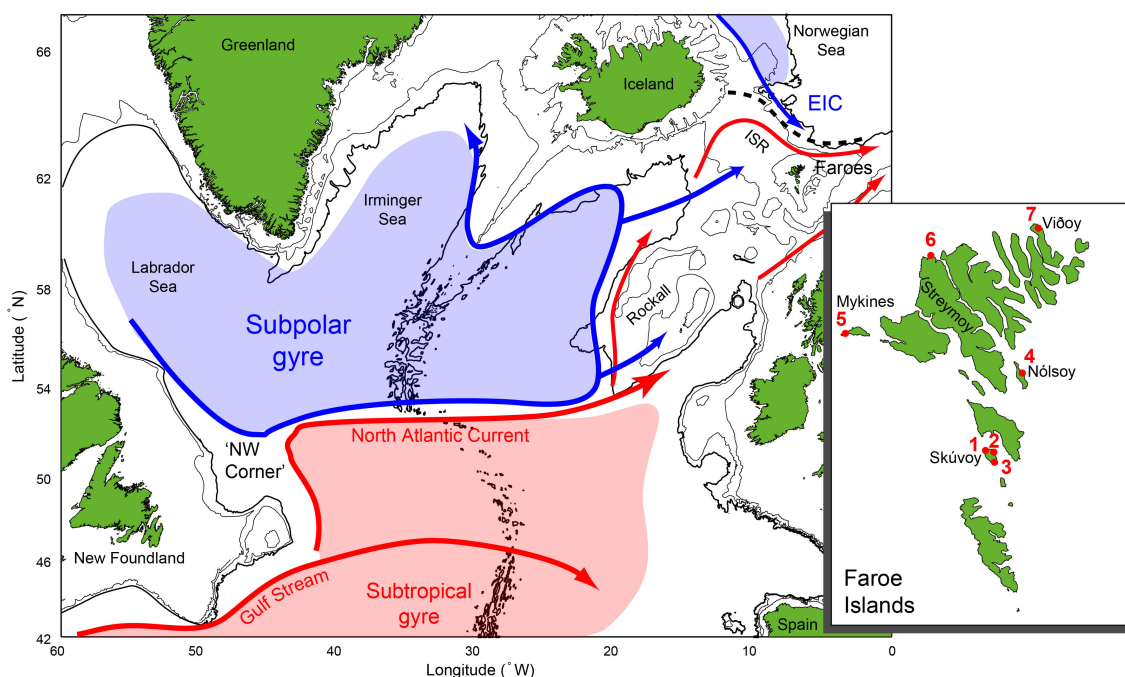 66
62
58
54
50
46
42
Latitude (°N)
60
50
40
30
20
10
0
Longitude (°W)
Greenland
Iceland
Norwegian
Sea
EIC
ISR
Faroes
Irminger
Sea
Labrador
Sea
Subpolar
gyre
Rockall
North Atlantic Current
'NW
Corner'
New Foundland
Gulf Stream
Subtropical
gyre
Spain
7
Viðoy
6
Streymoy
Mykines
5
4
Nólsoy
1
2
Skúvoy
3
Faroe
Islands